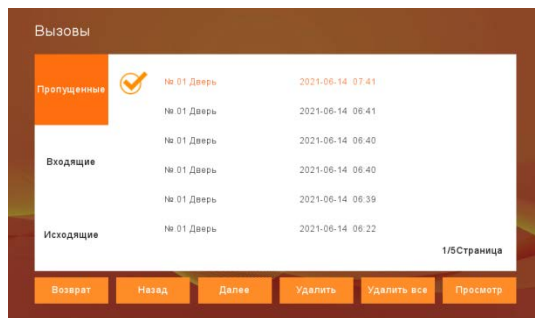 Вызовы
Пропущенные
№ 01 Дверь 2021-06-14 07:41
№ 01 Дверь 2021-06-14 06:41
№ 01 Дверь 2021-06-14 06:40
Входящие
№ 01 Дверь 2021-06-14 06:40
№ 01 Дверь 2021-06-14 06:39
Исходящие
№ 01 Дверь 2021-06-14 06:22
1/5Страница
Возврат Назад Далее Удалить Удалить все Просмотр